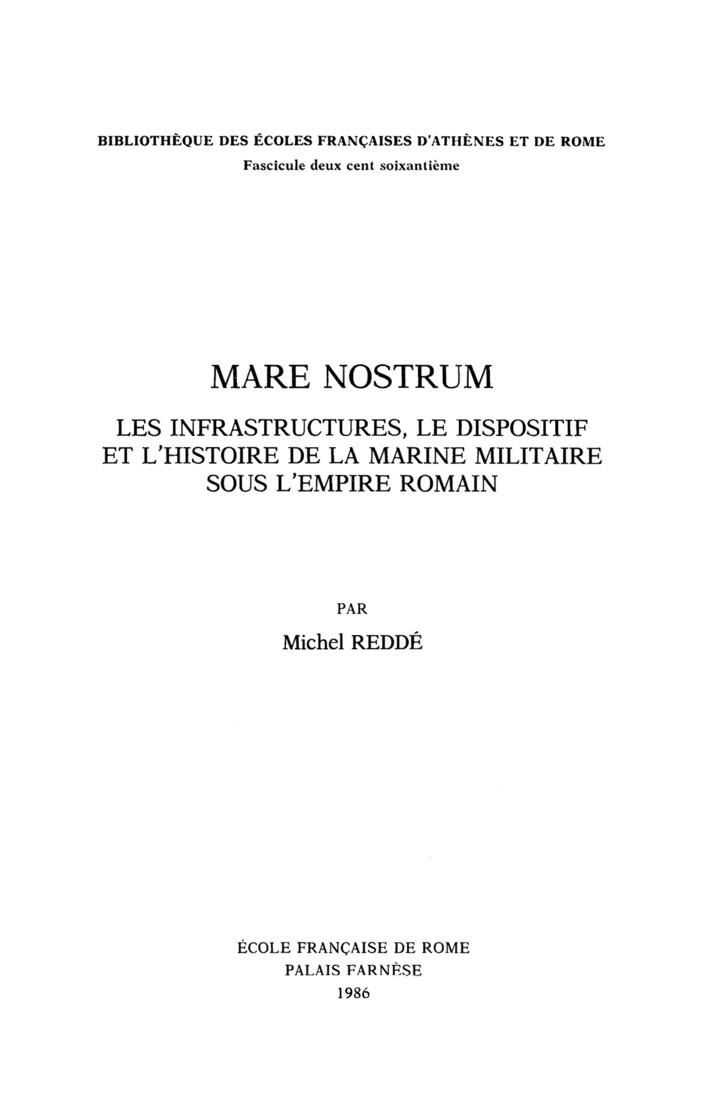 BIBLIOTHÈQUE DES ÉCOLES FRANÇAISES D'ATHÈNES ET DE ROME
Fascicule deux cent soixantième
MARE NOSTRUM
LES INFRASTRUCTURES, LE DISPOSITIF
ET L'HISTOIRE DE LA MARINE MILITAIRE
SOUS L'EMPIRE ROMAIN
PAR
Michel REDDÉ
ÉCOLE FRANÇAISE DE ROME
PALAIS FARNÈSE
1986